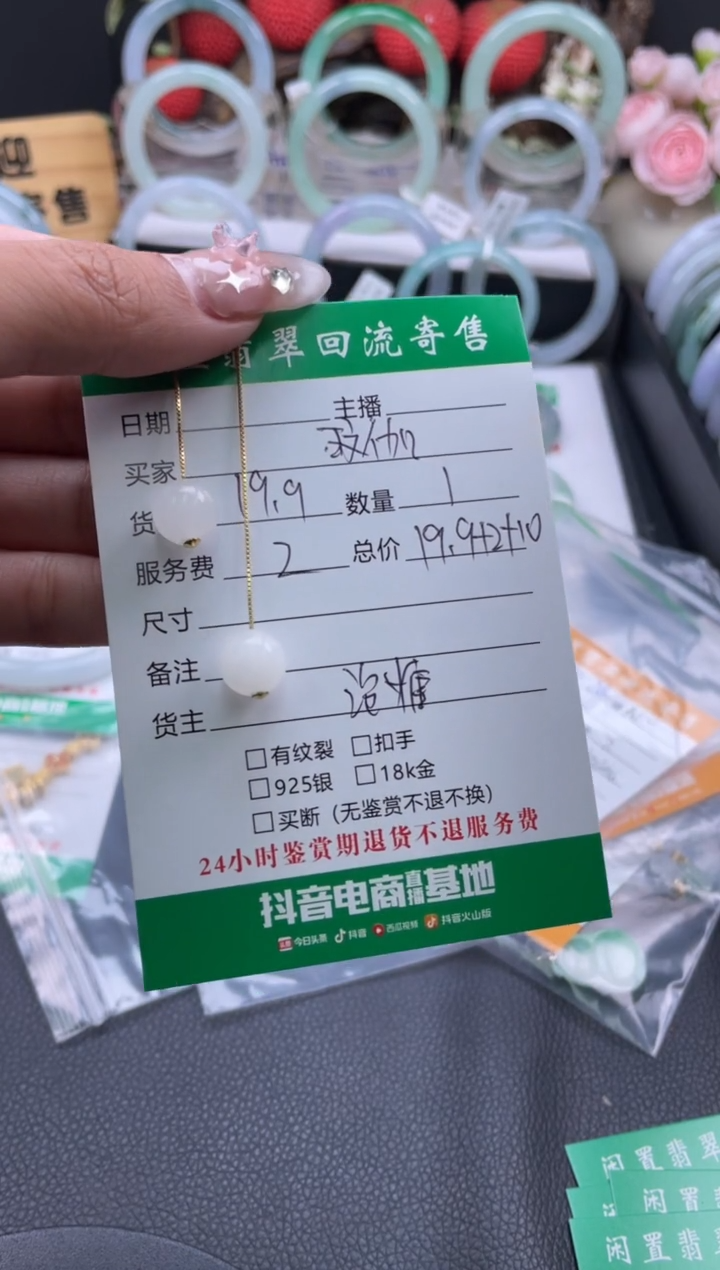 迎
寄售
翡翠回流寄售
日期 主播
买家
货 19.9 数量 1
服务费 2 总价 19.9+2+10
尺寸
备注
货主
□有纹裂 □扣手
□925银 □18k金
□买断（无鉴赏不退不换）
24小时鉴赏期退货不退服务费
抖音电商直播基地
头条 今日头条 抖音 西瓜视频 抖音火山版
闲置翡翠
闲置
闲置翡